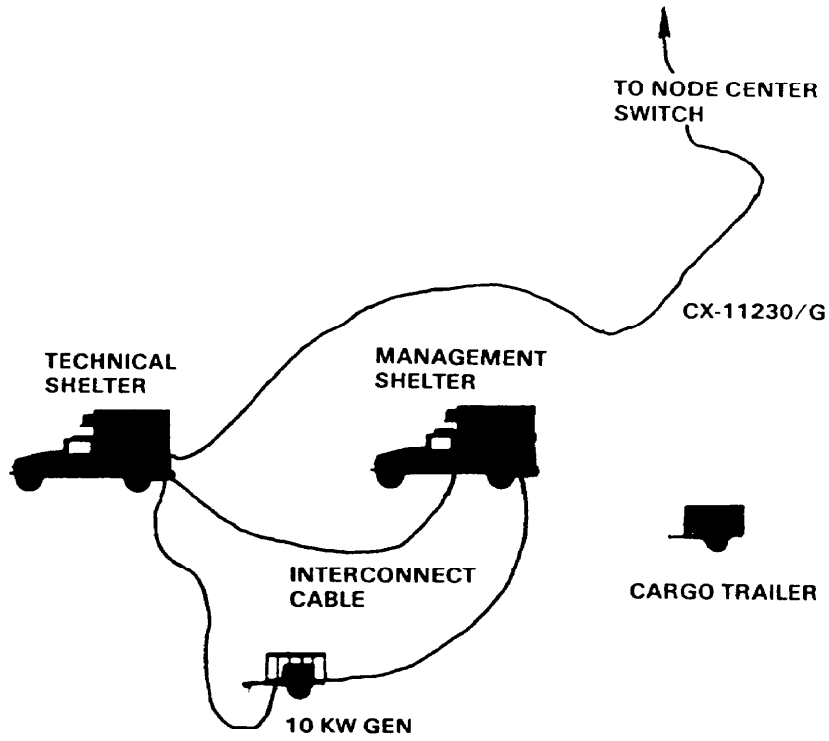 TO NODE CENTER
SWITCH
CX-11230/G
TECHNICAL
SHELTER
MANAGEMENT
SHELTER
INTERCONNECT
CABLE
CARGO TRAILER
10 KW GEN